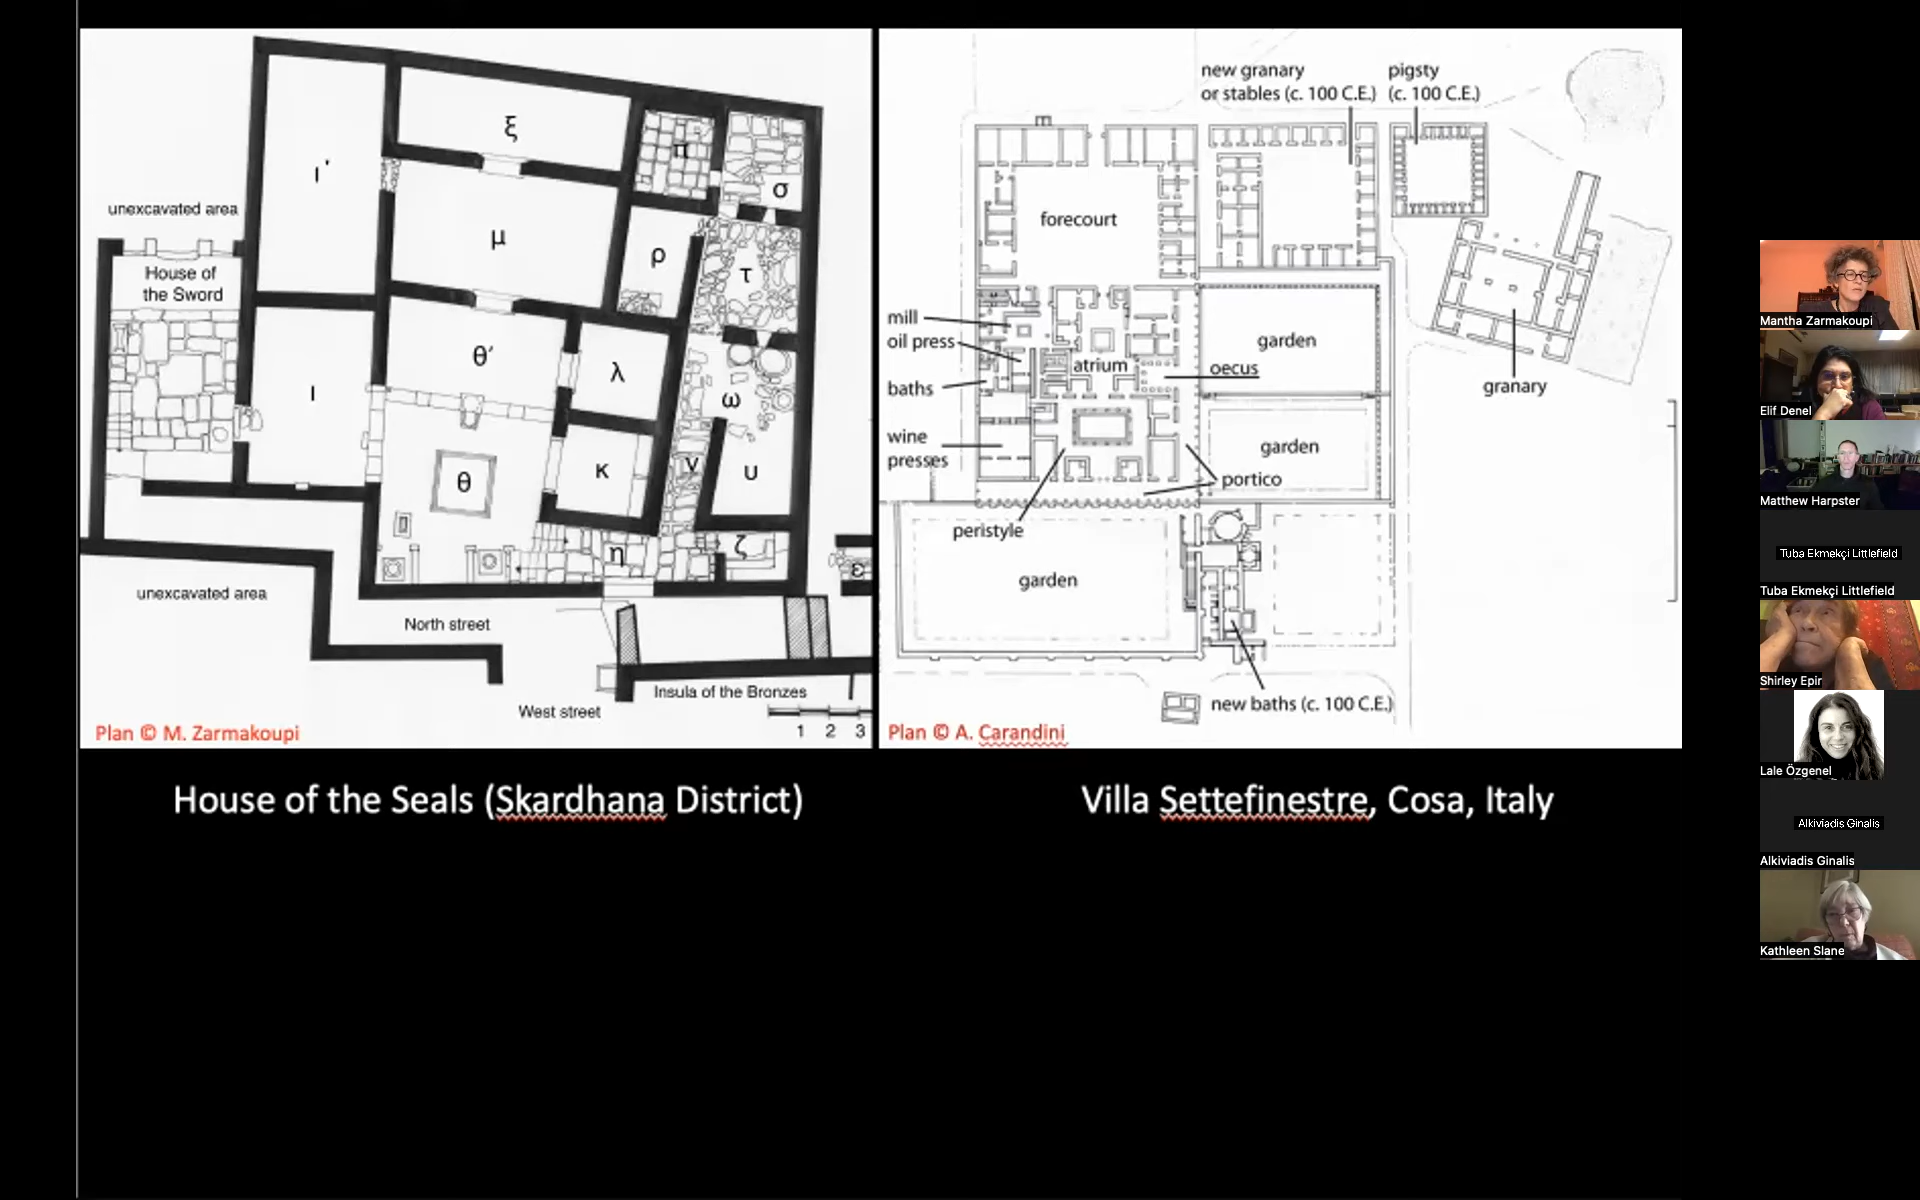 ξ
π
σ
ι'
unexcavated area
μ
ρ
τ
House of
the Sword
θ'
λ
ω
ι
θ
κ
ν
υ
η
ζ
ε
unexcavated area
North street
Insula of the Bronzes
West street
1 2 3
Plan © M. Zarmakoupi
new granary
or stables (c. 100 C.E.)
pigsty
(c. 100 C.E.)
forecourt
mill
oil press
baths
wine
presses
atrium
oecus
garden
garden
granary
portico
peristyle
garden
new baths (c. 100 C.E.)
Plan © A. Carandini
House of the Seals (Skardhana District)
Villa Settefinestre, Cosa, Italy
Mantha Zarmakoupi
Elif Denel
Matthew Harpster
Tuba Ekmekçi Littlefield
Tuba Ekmekçi Littlefield
Shirley Epir
Lale Özgenel
Alkiviadis Ginalis
Alkiviadis Ginalis
Kathleen Slane